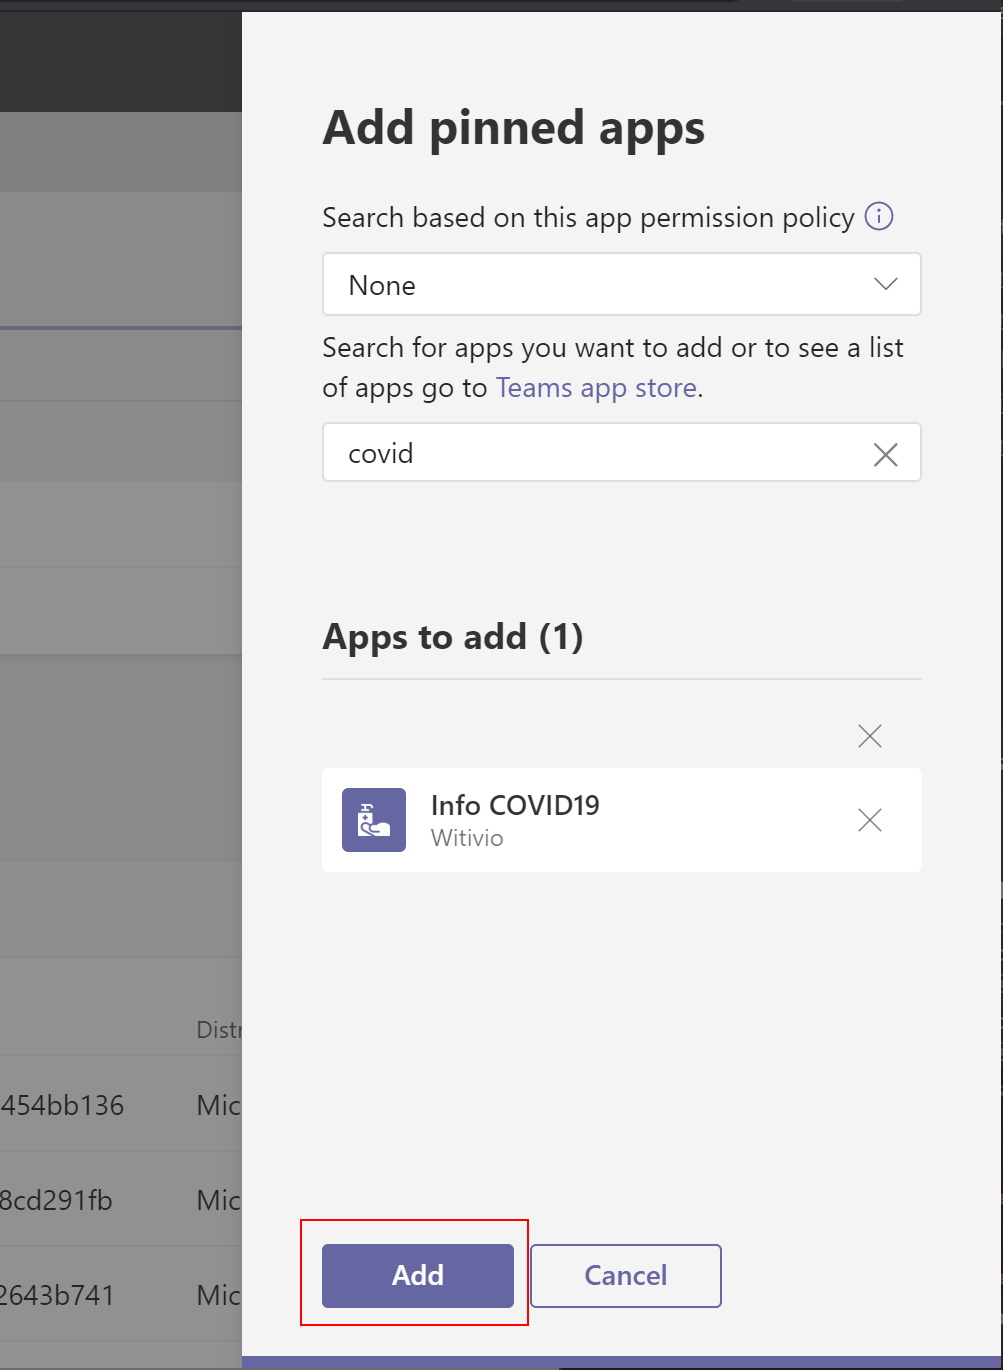 Add pinned apps
Search based on this app permission policy
None
Search for apps you want to add or to see a list
of apps go to Teams app store.
covid
Apps to add (1)
Info COVID19
Witivio
Distr
454bb136 Mic
8cd291fb Mic
2643b741 Mic
Add Cancel